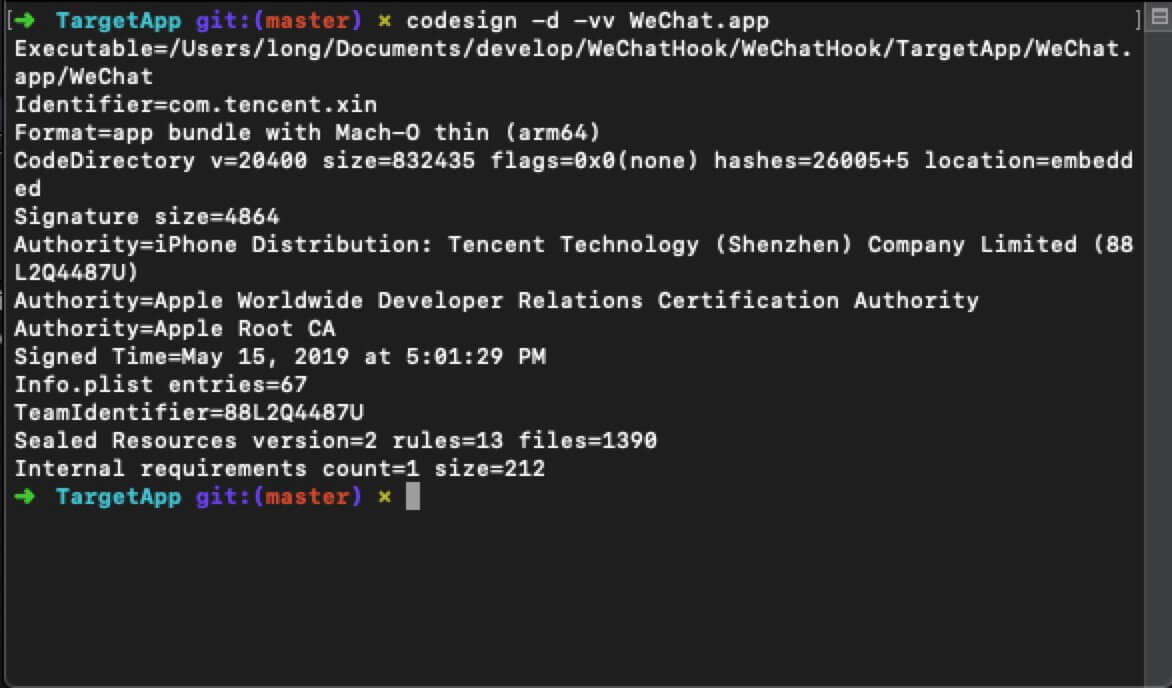 [➜  TargetApp git:(master) × codesign -d -vv WeChat.app ]
Executable=/Users/long/Documents/develop/WeChatHook/WeChatHook/TargetApp/WeChat.
app/WeChat
Identifier=com.tencent.xin
Format=app bundle with Mach-O thin (arm64)
CodeDirectory v=20400 size=832435 flags=0x0(none) hashes=26005+5 location=embedd
ed
Signature size=4864
Authority=iPhone Distribution: Tencent Technology (Shenzhen) Company Limited (88
L2Q4487U)
Authority=Apple Worldwide Developer Relations Certification Authority
Authority=Apple Root CA
Signed Time=May 15, 2019 at 5:01:29 PM
Info.plist entries=67
TeamIdentifier=88L2Q4487U
Sealed Resources version=2 rules=13 files=1390
Internal requirements count=1 size=212
➜  TargetApp git:(master) ×